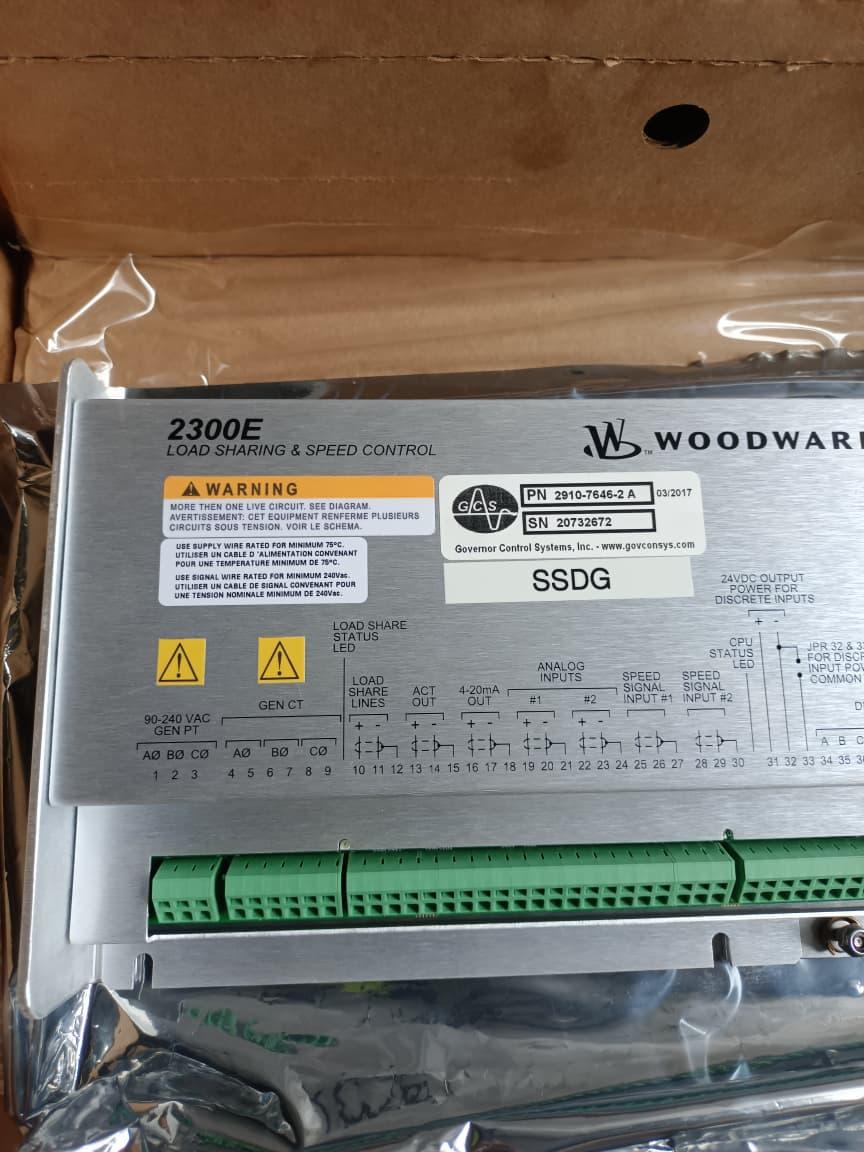 2300E
LOAD SHARING & SPEED CONTROL
WOODWAR
WARNING
MORE THEN ONE LIVE CIRCUIT. SEE DIAGRAM.
AVERTISSEMENT: CET EQUIPMENT RENFERME PLUSIEURS
CIRCUITS SOUS TENSION. VOIR LE SCHEMA.
GCS
PN 2910-7646-2 A 03/2017
SN 20732672
Governor Control Systems, Inc. - www.govconsys.com
USE SUPPLY WIRE RATED FOR MINIMUM 75°C.
UTILISER UN CABLE D 'ALIMENTATION CONVENANT
POUR UNE TEMPERATURE MINIMUM DE 75°C.
USE SIGNAL WIRE RATED FOR MINIMUM 240Vac.
UTILISER UN CABLE DE SIGNAL CONVENANT POUR
UNE TENSION NOMINALE MINIMUM DE 240Vac.
SSDG
24VDC OUTPUT
POWER FOR
DISCRETE INPUTS
+ -
LOAD SHARE
STATUS
LED
CPU
STATUS
LED
JPR 32 & 3
FOR DISC
INPUT PO
COMMON
90-240 VAC
GEN PT
GEN CT
LOAD
SHARE
LINES
ACT
OUT
4-20mA
OUT
ANALOG
INPUTS
#1 #2
SPEED
SIGNAL
INPUT #1
SPEED
SIGNAL
INPUT #2
+ - + - + - + - + -
AØ BØ CØ AØ BØ CØ
A B C
1 2 3 4 5 6 7 8 9 10 11 12 13 14 15 16 17 18 19 20 21 22 23 24 25 26 27 28 29 30 31 32 33 34 35